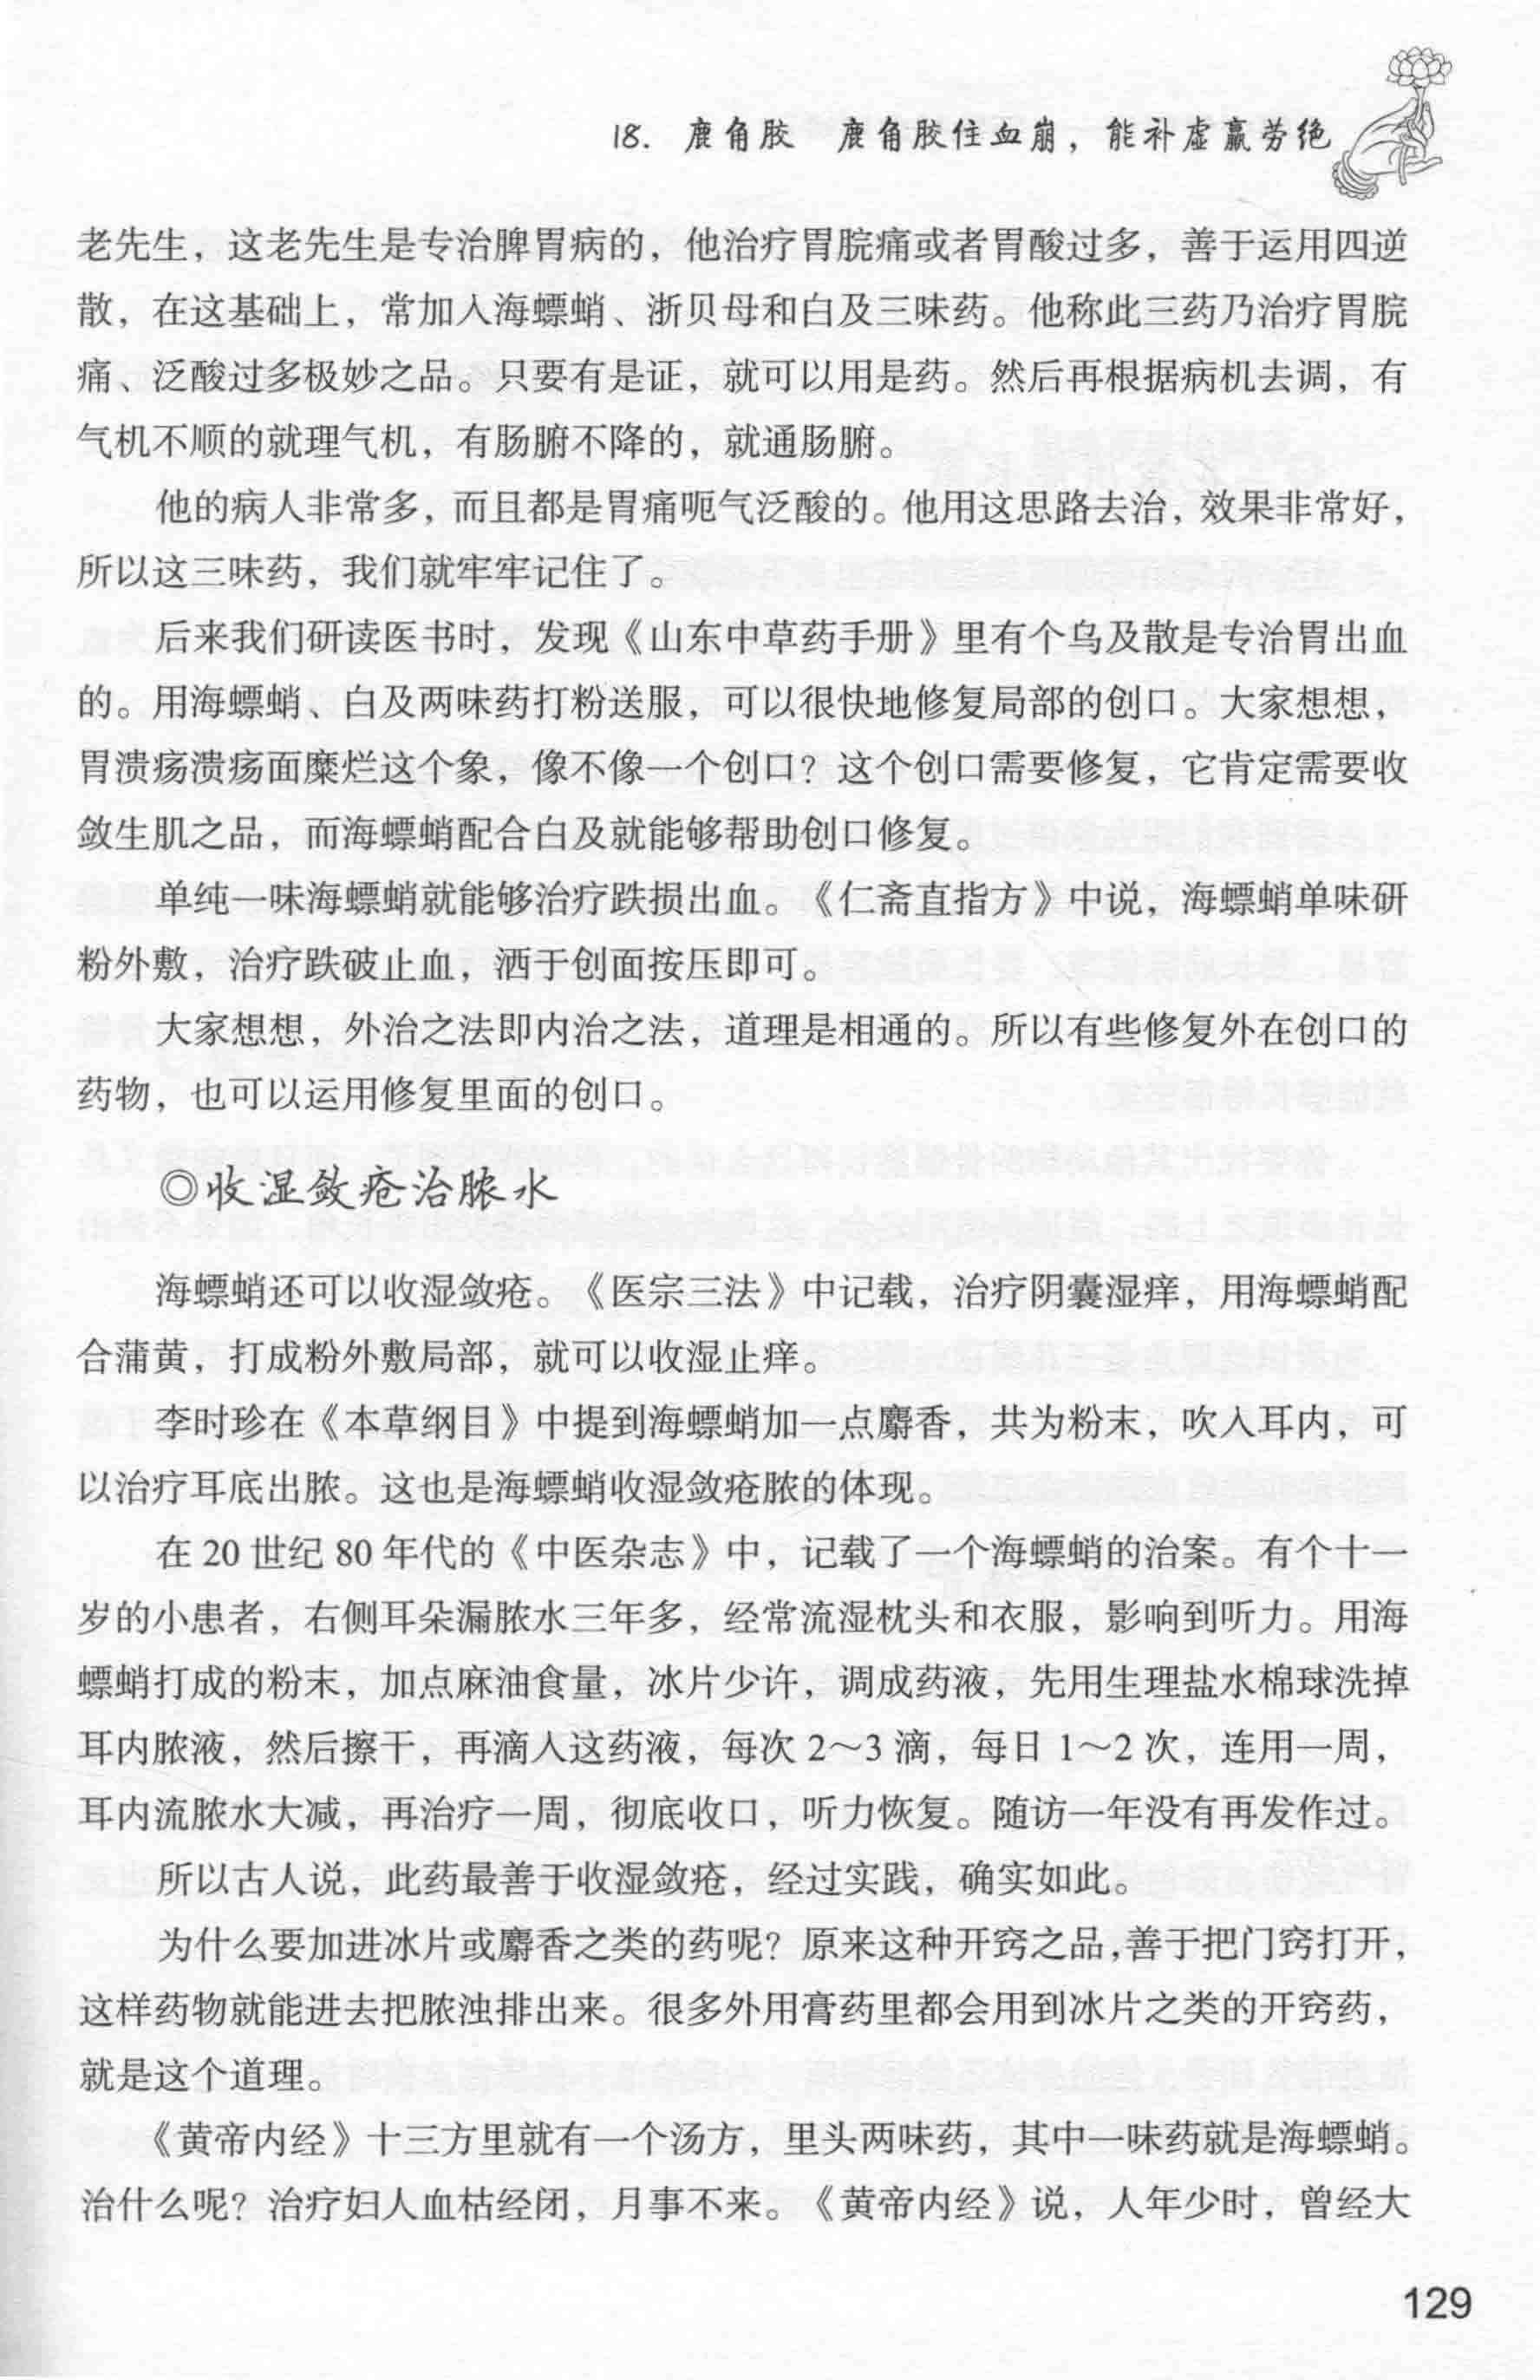 18. 鹿角胶　鹿角胶住血崩，能补虚羸劳绝
老先生，这老先生是专治脾胃病的，他治疗胃脘痛或者胃酸过多，善于运用四逆
散，在这基础上，常加入海螵蛸、浙贝母和白及三味药。他称此三药乃治疗胃脘
痛、泛酸过多极妙之品。只要有是证，就可以用是药。然后再根据病机去调，有
气机不顺的就理气机，有肠腑不降的，就通肠腑。
他的病人非常多，而且都是胃痛呃气泛酸的。他用这思路去治，效果非常好，
所以这三味药，我们就牢牢记住了。
后来我们研读医书时，发现《山东中草药手册》里有个乌及散是专治胃出血
的。用海螵蛸、白及两味药打粉送服，可以很快地修复局部的创口。大家想想，
胃溃疡溃疡面糜烂这个象，像不像一个创口？这个创口需要修复，它肯定需要收
敛生肌之品，而海螵蛸配合白及就能够帮助创口修复。
单纯一味海螵蛸就能够治疗跌损出血。《仁斋直指方》中说，海螵蛸单味研
粉外敷，治疗跌破止血，洒于创面按压即可。
大家想想，外治之法即内治之法，道理是相通的。所以有些修复外在创口的
药物，也可以运用修复里面的创口。
◎收湿敛疮治脓水
海螵蛸还可以收湿敛疮。《医宗三法》中记载，治疗阴囊湿痒，用海螵蛸配
合蒲黄，打成粉外敷局部，就可以收湿止痒。
李时珍在《本草纲目》中提到海螵蛸加一点麝香，共为粉末，吹入耳内，可
以治疗耳底出脓。这也是海螵蛸收湿敛疮脓的体现。
在 20 世纪 80 年代的《中医杂志》中，记载了一个海螵蛸的治案。有个十一
岁的小患者，右侧耳朵漏脓水三年多，经常流湿枕头和衣服，影响到听力。用海
螵蛸打成的粉末，加点麻油食量，冰片少许，调成药液，先用生理盐水棉球洗掉
耳内脓液，然后擦干，再滴入这药液，每次 2～3 滴，每日 1～2 次，连用一周，
耳内流脓水大减，再治疗一周，彻底收口，听力恢复。随访一年没有再发作过。
所以古人说，此药最善于收湿敛疮，经过实践，确实如此。
为什么要加进冰片或麝香之类的药呢？原来这种开窍之品，善于把门窍打开，
这样药物就能进去把脓浊排出来。很多外用膏药里都会用到冰片之类的开窍药，
就是这个道理。
《黄帝内经》十三方里就有一个汤方，里头两味药，其中一味药就是海螵蛸。
治什么呢？治疗妇人血枯经闭，月事不来。《黄帝内经》说，人年少时，曾经大
129